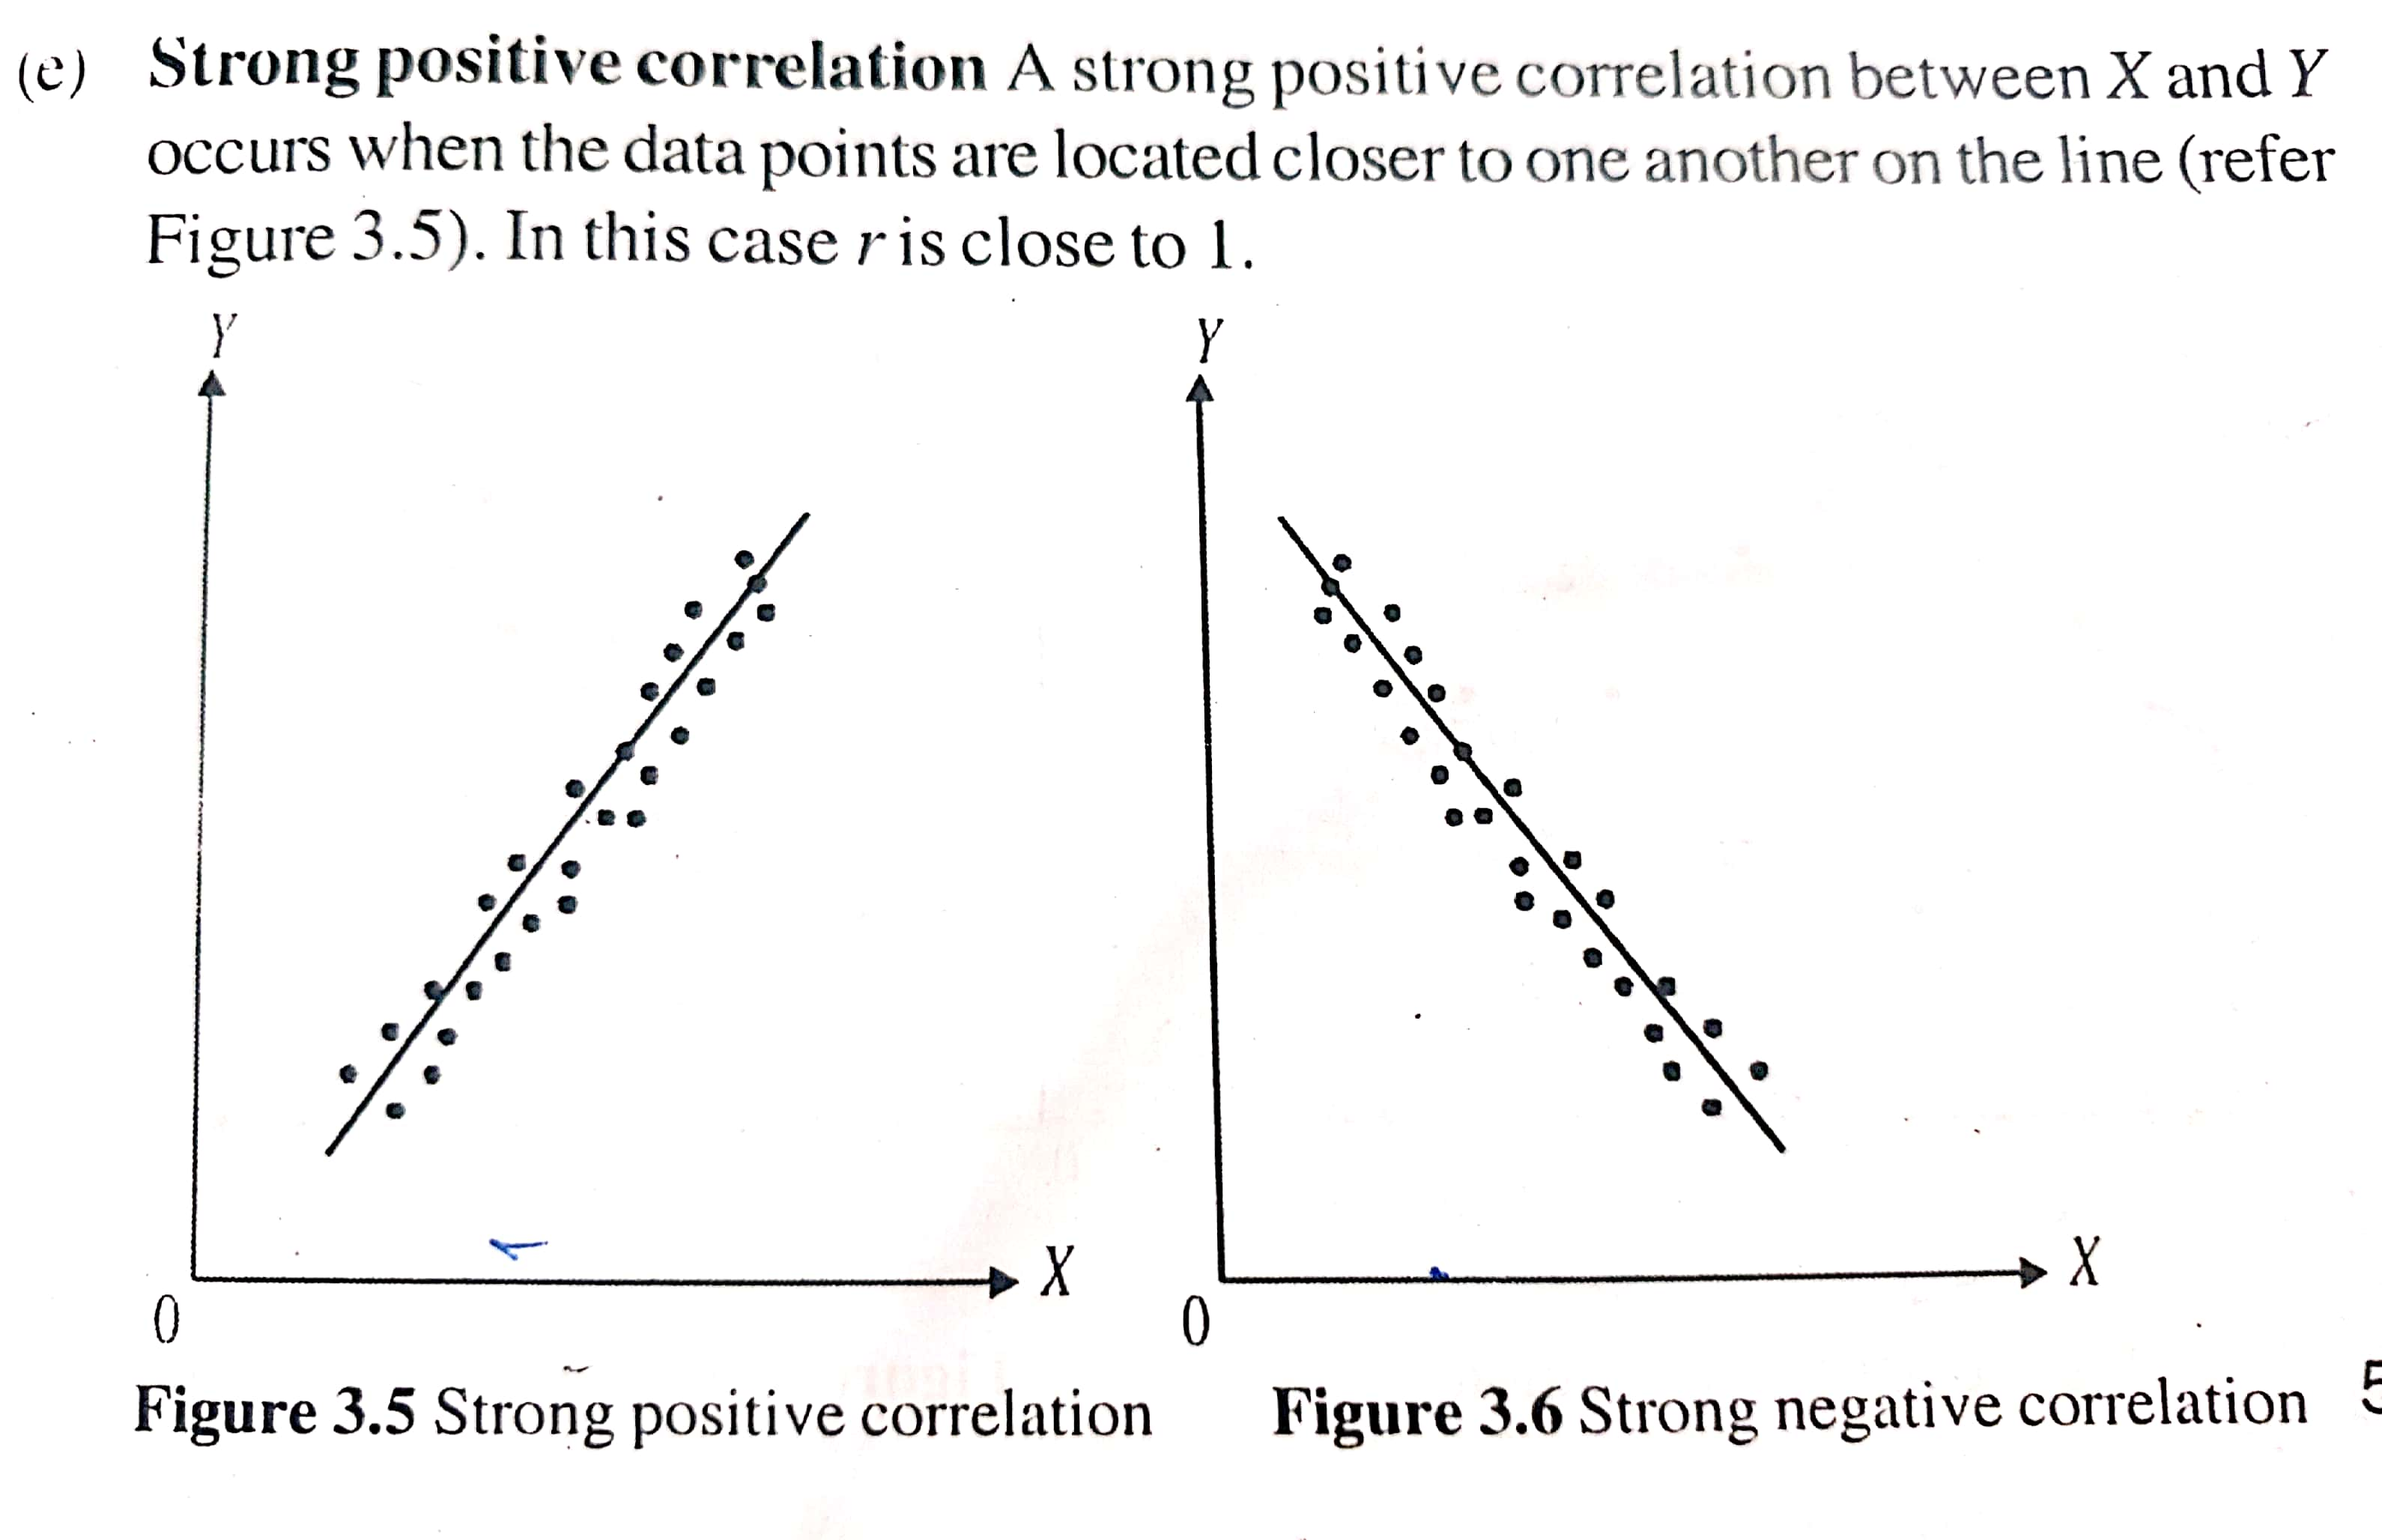 (e) Strong positive correlation A strong positive correlation between X and Y
occurs when the data points are located closer to one another on the line (refer
Figure 3.5). In this case r is close to 1.
Y
Y
X
X
0
0
Figure 3.5 Strong positive correlation
Figure 3.6 Strong negative correlation